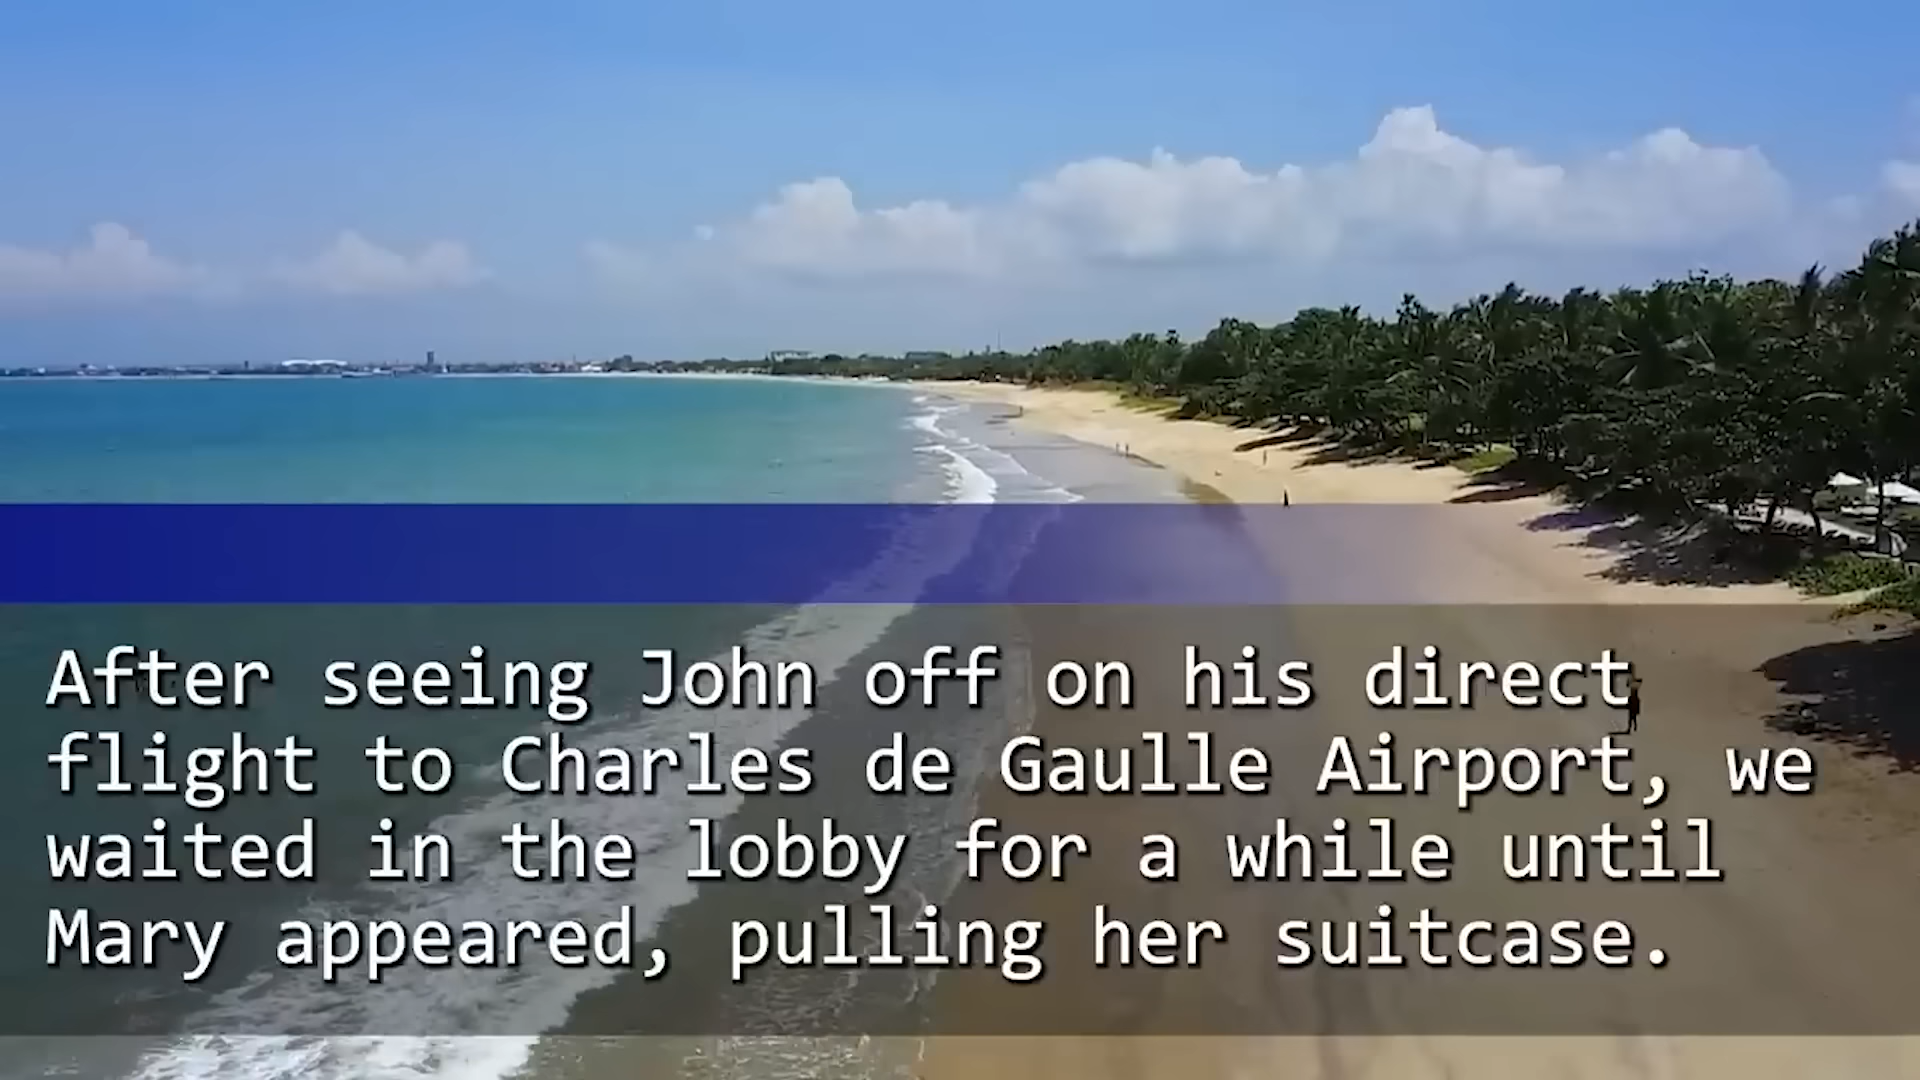 After seeing John off on his direct
flight to Charles de Gaulle Airport, we
waited in the lobby for a while until
Mary appeared, pulling her suitcase.